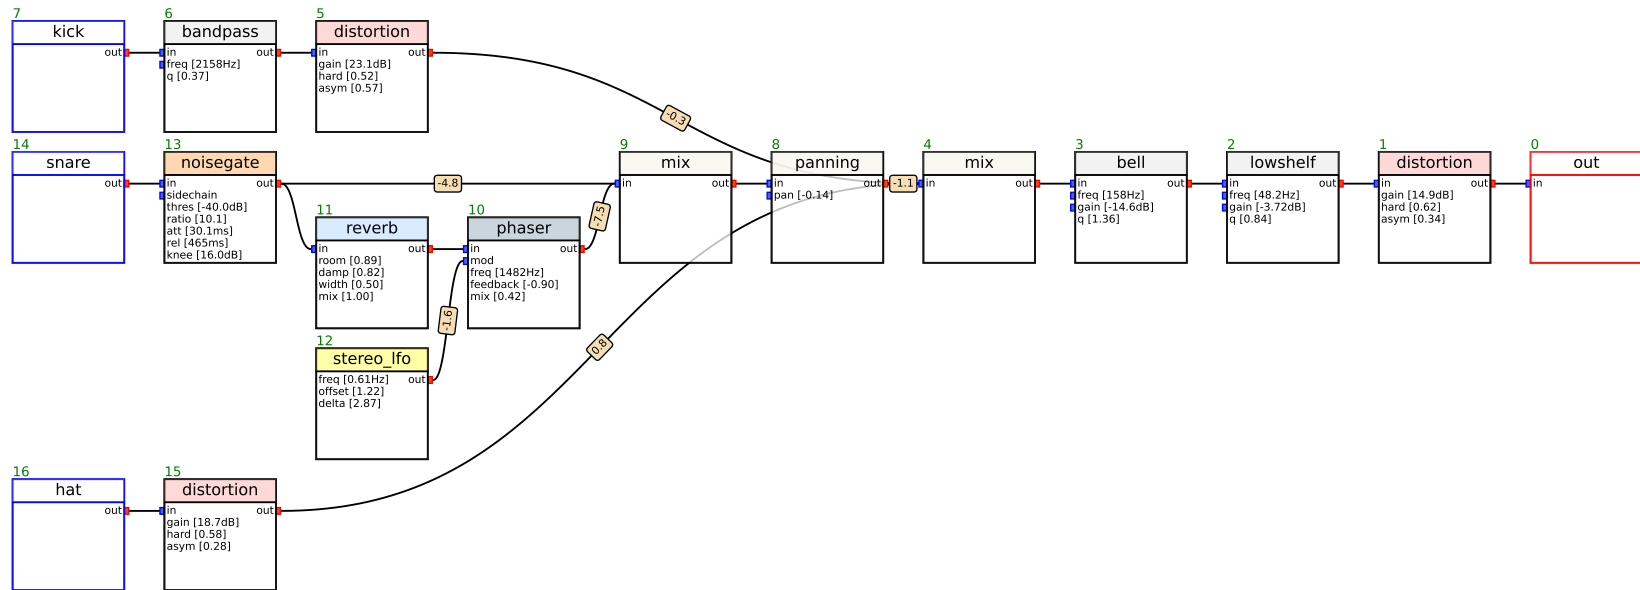 7
kick
out
6
bandpass
in out
freq [2158Hz]
q [0.37]
5
distortion
in out
gain [23.1dB]
hard [0.52]
asym [0.57]
-0.3
14
snare
out
13
noisegate
in out
sidechain
thres [-40.0dB]
ratio [10.1]
att [30.1ms]
rel [465ms]
knee [16.0dB]
-4.8
11
reverb
in out
room [0.89]
damp [0.82]
width [0.50]
mix [1.00]
10
phaser
in out
mod
freq [1482Hz]
feedback [-0.90]
mix [0.42]
-7.5
-1.6
12
stereo_lfo
freq [0.61Hz] out
offset [1.22]
delta [2.87]
9
mix
in out
8
panning
in out
pan [-0.14]
-1.1
4
mix
in out
3
bell
in out
freq [158Hz]
gain [-14.6dB]
q [1.36]
2
lowshelf
in out
freq [48.2Hz]
gain [-3.72dB]
q [0.84]
1
distortion
in out
gain [14.9dB]
hard [0.62]
asym [0.34]
0
out
in
0.8
16
hat
out
15
distortion
in out
gain [18.7dB]
hard [0.58]
asym [0.28]